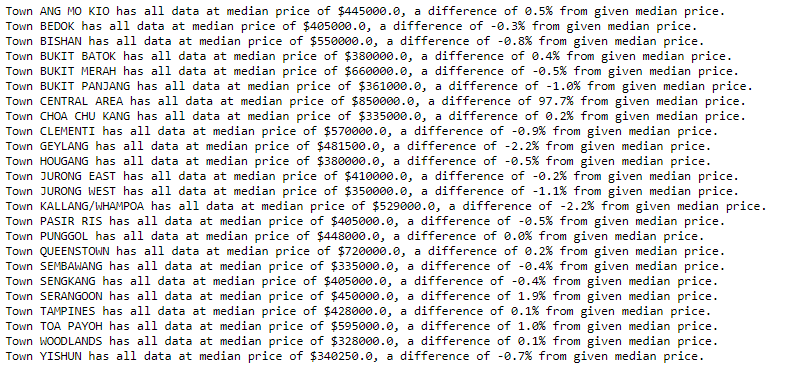 Town ANG MO KIO has all data at median price of $445000.0, a difference of 0.5% from given median price.
Town BEDOK has all data at median price of $405000.0, a difference of -0.3% from given median price.
Town BISHAN has all data at median price of $550000.0, a difference of -0.8% from given median price.
Town BUKIT BATOK has all data at median price of $380000.0, a difference of 0.4% from given median price.
Town BUKIT MERAH has all data at median price of $660000.0, a difference of -0.5% from given median price.
Town BUKIT PANJANG has all data at median price of $361000.0, a difference of -1.0% from given median price.
Town CENTRAL AREA has all data at median price of $850000.0, a difference of 97.7% from given median price.
Town CHOA CHU KANG has all data at median price of $335000.0, a difference of 0.2% from given median price.
Town CLEMENTI has all data at median price of $570000.0, a difference of -0.9% from given median price.
Town GEYLANG has all data at median price of $481500.0, a difference of -2.2% from given median price.
Town HOUGANG has all data at median price of $380000.0, a difference of -0.5% from given median price.
Town JURONG EAST has all data at median price of $410000.0, a difference of -0.2% from given median price.
Town JURONG WEST has all data at median price of $350000.0, a difference of -1.1% from given median price.
Town KALLANG/WHAMPOA has all data at median price of $529000.0, a difference of -2.2% from given median price.
Town PASIR RIS has all data at median price of $405000.0, a difference of -0.5% from given median price.
Town PUNGGOL has all data at median price of $448000.0, a difference of 0.0% from given median price.
Town QUEENSTOWN has all data at median price of $720000.0, a difference of 0.2% from given median price.
Town SEMBAWANG has all data at median price of $335000.0, a difference of -0.4% from given median price.
Town SENGKANG has all data at median price of $405000.0, a difference of -0.4% from given median price.
Town SERANGOON has all data at median price of $450000.0, a difference of 1.9% from given median price.
Town TAMPINES has all data at median price of $428000.0, a difference of 0.1% from given median price.
Town TOA PAYOH has all data at median price of $595000.0, a difference of 1.0% from given median price.
Town WOODLANDS has all data at median price of $328000.0, a difference of 0.1% from given median price.
Town YISHUN has all data at median price of $340250.0, a difference of -0.7% from given median price.